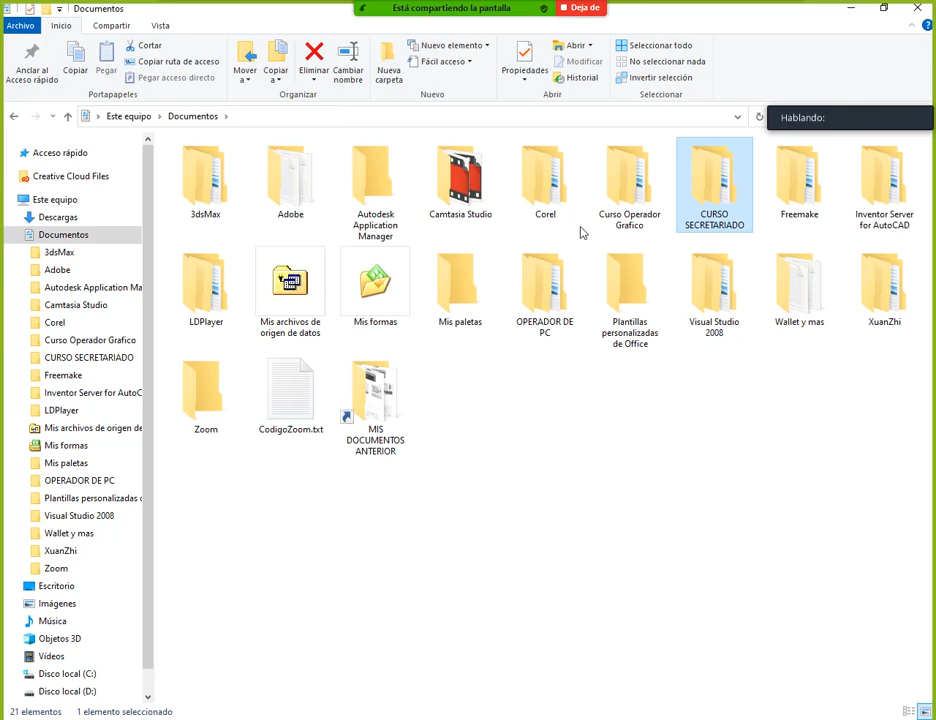 Documentos
Está compartiendo la pantalla
Deja de
Archivo
Inicio
Compartir
Vista
Anclar al
Acceso rápido
Copiar
Pegar
Cortar
Copiar ruta de acceso
Pegar acceso directo
Portapapeles
Mover
a
Copiar
a
Eliminar
Cambiar
nombre
Organizar
Nueva
carpeta
Nuevo elemento
Fácil acceso
Nuevo
Propiedades
Abrir
Modificar
Historial
Abrir
Seleccionar todo
No seleccionar nada
Invertir selección
Seleccionar
Este equipo
Documentos
Hablando:
Acceso rápido
Creative Cloud Files
Este equipo
Descargas
Documentos
3dsMax
Adobe
Autodesk Application Ma
Camtasia Studio
Corel
Curso Operador Grafico
CURSO SECRETARIADO
Freemake
Inventor Server for AutoC
LDPlayer
Mis archivos de origen de
Mis formas
Mis paletas
OPERADOR DE PC
Plantillas personalizadas d
Visual Studio 2008
Wallet y mas
XuanZhi
Zoom
Escritorio
Imágenes
Música
Objetos 3D
Vídeos
Disco local (C:)
Disco local (D:)
3dsMax
Adobe
Autodesk
Application
Manager
Camtasia Studio
Corel
Curso Operador
Grafico
CURSO
SECRETARIADO
Freemake
Inventor Server
for AutoCAD
LDPlayer
Mis archivos de
origen de datos
Mis formas
Mis paletas
OPERADOR DE
PC
Plantillas
personalizadas
de Office
Visual Studio
2008
Wallet y mas
XuanZhi
Zoom
CodigoZoom.txt
MIS
DOCUMENTOS
ANTERIOR
21 elementos
1 elemento seleccionado